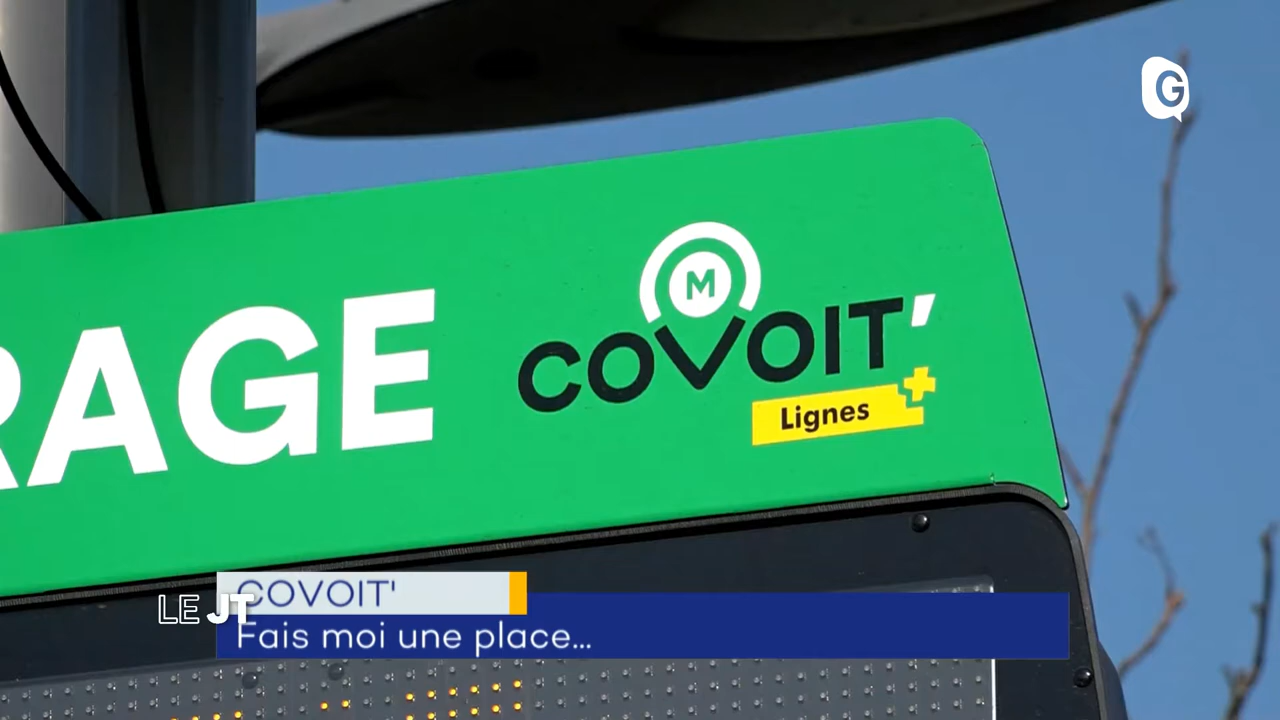 G
M
RAGE
COVOIT'
Lignes +
COVOIT'
LE JT
Fais moi une place...